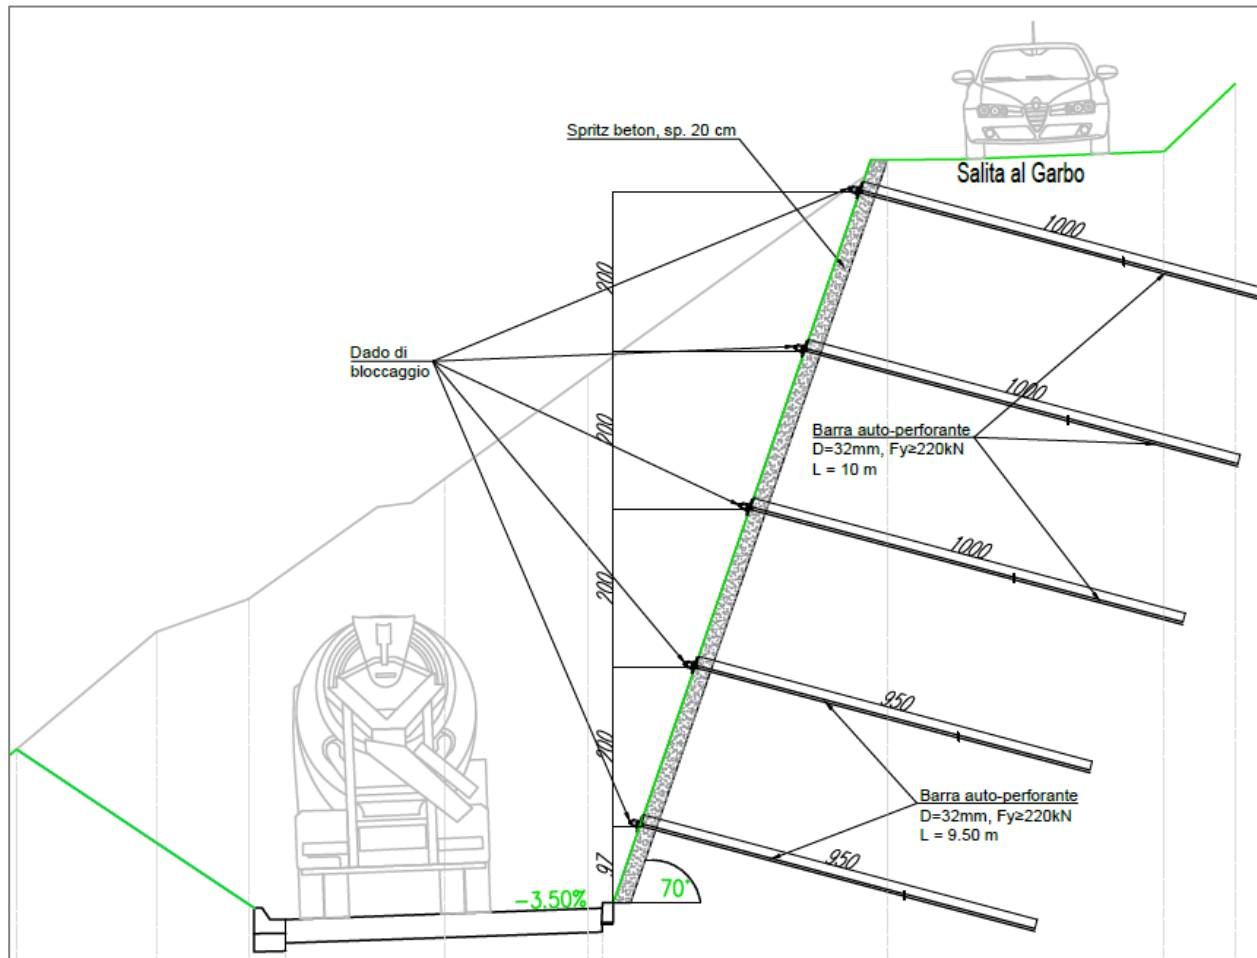 Spritz beton, sp. 20 cm
Salita al Garbo
1000
200
Dado di
bloccaggio
1000
200
Barra auto-perforante
D=32mm, Fy≥220kN
L = 10 m
1000
200
950
200
Barra auto-perforante
D=32mm, Fy≥220kN
L = 9.50 m
950
97
70°
-3.50%